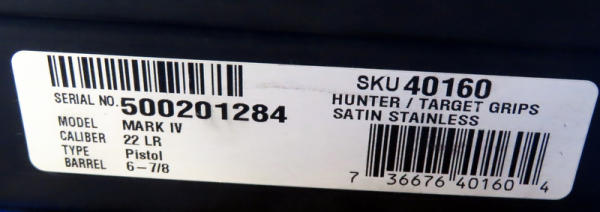 SERIAL NO. 500201284
MODEL MARK IV
CALIBER 22 LR
TYPE Pistol
BARREL 6-7/8
SKU 40160
HUNTER / TARGET GRIPS
SATIN STAINLESS
7 36676 40160 4